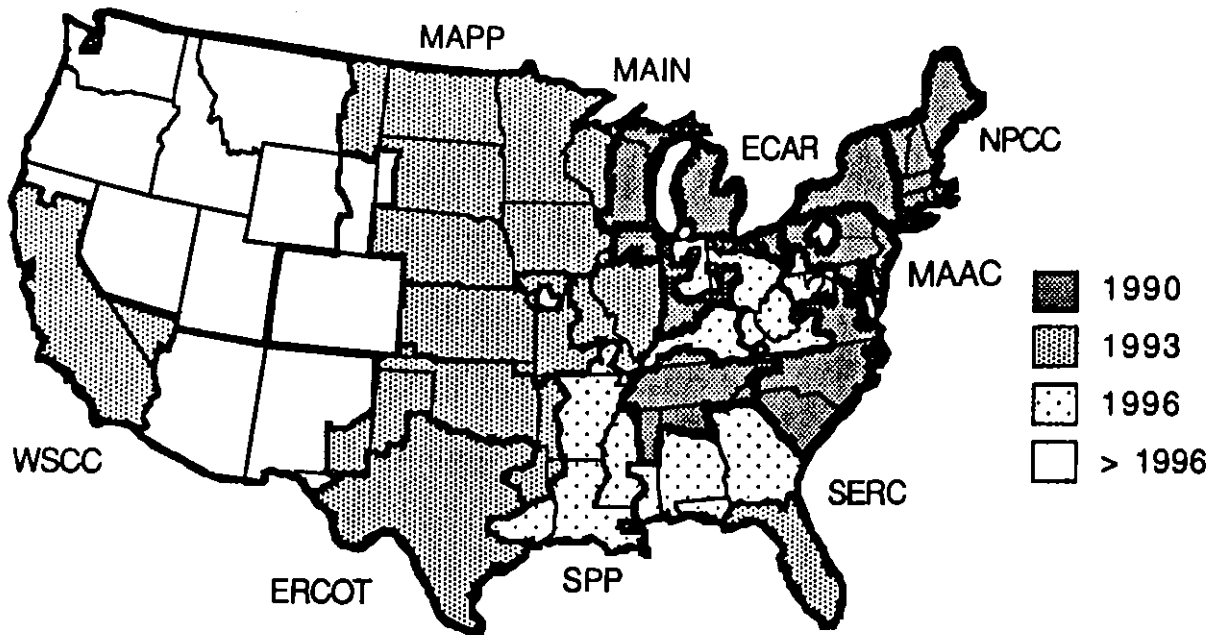 MAPP
MAIN
ECAR
NPCC
MAAC
WSCC
ERCOT
SPP
SERC
1990
1993
1996
> 1996